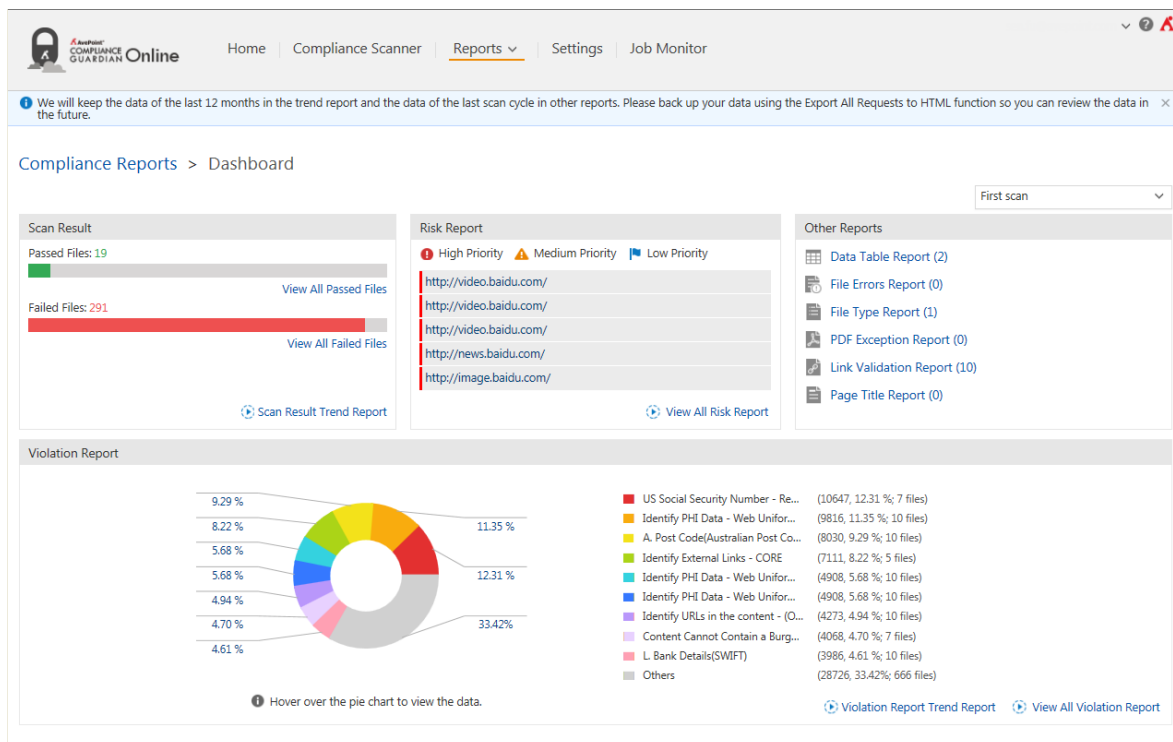 AvePoint
COMPLIANCE
GUARDIAN Online
Home
Compliance Scanner
Reports
Settings
Job Monitor
We will keep the data of the last 12 months in the trend report and the data of the last scan cycle in other reports. Please back up your data using the Export All Requests to HTML function so you can review the data in
the future.
Compliance Reports > Dashboard
First scan
Scan Result
Passed Files: 19
View All Passed Files
Failed Files: 291
View All Failed Files
Scan Result Trend Report
Risk Report
High Priority
Medium Priority
Low Priority
http://video.baidu.com/
http://video.baidu.com/
http://video.baidu.com/
http://news.baidu.com/
http://image.baidu.com/
View All Risk Report
Other Reports
Data Table Report (2)
File Errors Report (0)
File Type Report (1)
PDF Exception Report (0)
Link Validation Report (10)
Page Title Report (0)
Violation Report
9.29 %
8.22 %
5.68 %
5.68 %
4.94 %
4.70 %
4.61 %
11.35 %
12.31 %
33.42%
Hover over the pie chart to view the data.
US Social Security Number - Re... (10647, 12.31 %; 7 files)
Identify PHI Data - Web Unifor... (9816, 11.35 %; 10 files)
A. Post Code(Australian Post Co... (8030, 9.29 %; 10 files)
Identify External Links - CORE (7111, 8.22 %; 5 files)
Identify PHI Data - Web Unifor... (4908, 5.68 %; 10 files)
Identify PHI Data - Web Unifor... (4908, 5.68 %; 10 files)
Identify URLs in the content - (O... (4273, 4.94 %; 10 files)
Content Cannot Contain a Burg... (4068, 4.70 %; 7 files)
L. Bank Details(SWIFT) (3986, 4.61 %; 10 files)
Others (28726, 33.42%; 666 files)
Violation Report Trend Report
View All Violation Report